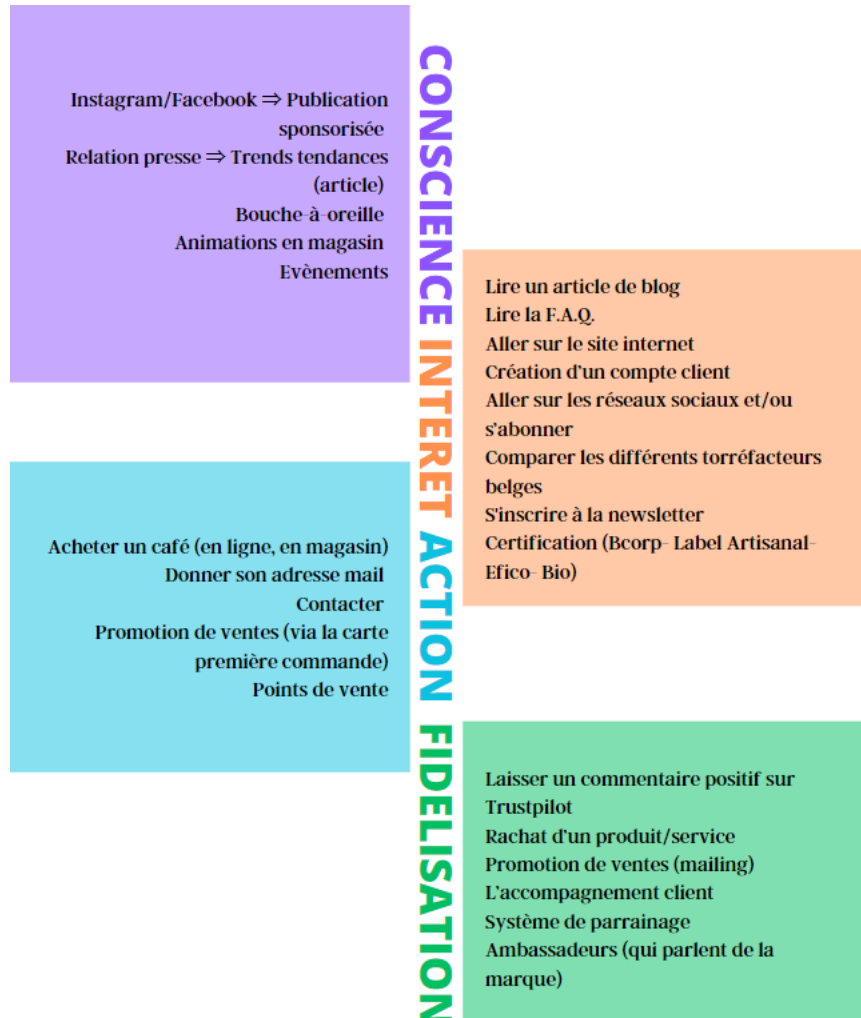 CONSCIENCE
Instagram/Facebook ⇒ Publication
sponsorisée
Relation presse ⇒ Trends tendances
(article)
Bouche-à-oreille
Animations en magasin
Evènements
INTERET
Lire un article de blog
Lire la F.A.Q.
Aller sur le site internet
Création d'un compte client
Aller sur les réseaux sociaux et/ou
s'abonner
Comparer les différents torréfacteurs
belges
S'inscrire à la newsletter
Certification (Bcorp- Label Artisanal-
Efico- Bio)
ACTION
Acheter un café (en ligne, en magasin)
Donner son adresse mail
Contacter
Promotion de ventes (via la carte
première commande)
Points de vente
FIDELISATION
Laisser un commentaire positif sur
Trustpilot
Rachat d'un produit/service
Promotion de ventes (mailing)
L'accompagnement client
Système de parrainage
Ambassadeurs (qui parlent de la
marque)